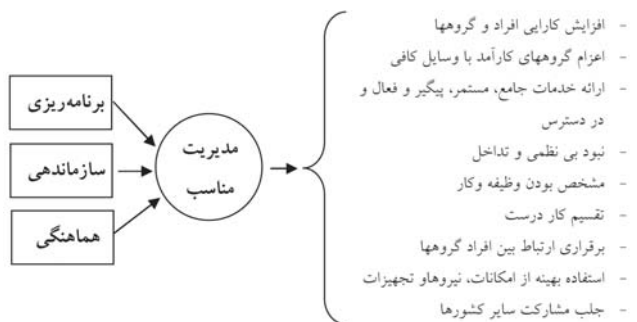 برنامه‌ریزی
سازماندهی
هماهنگی
مدیریت
مناسب
- افزایش کارایی افراد و گروهها
- اعزام گروههای کارآمد با وسایل کافی
- ارائه خدمات جامع، مستمر، پیگیر و فعال و
در دسترس
- نبود بی نظمی و تداخل
- مشخص بودن وظیفه وکار
- تقسیم کار درست
- برقراری ارتباط بین افراد گروهها
- استفاده بهینه از امکانات، نیروهاو تجهیزات
- جلب مشارکت سایر کشورها